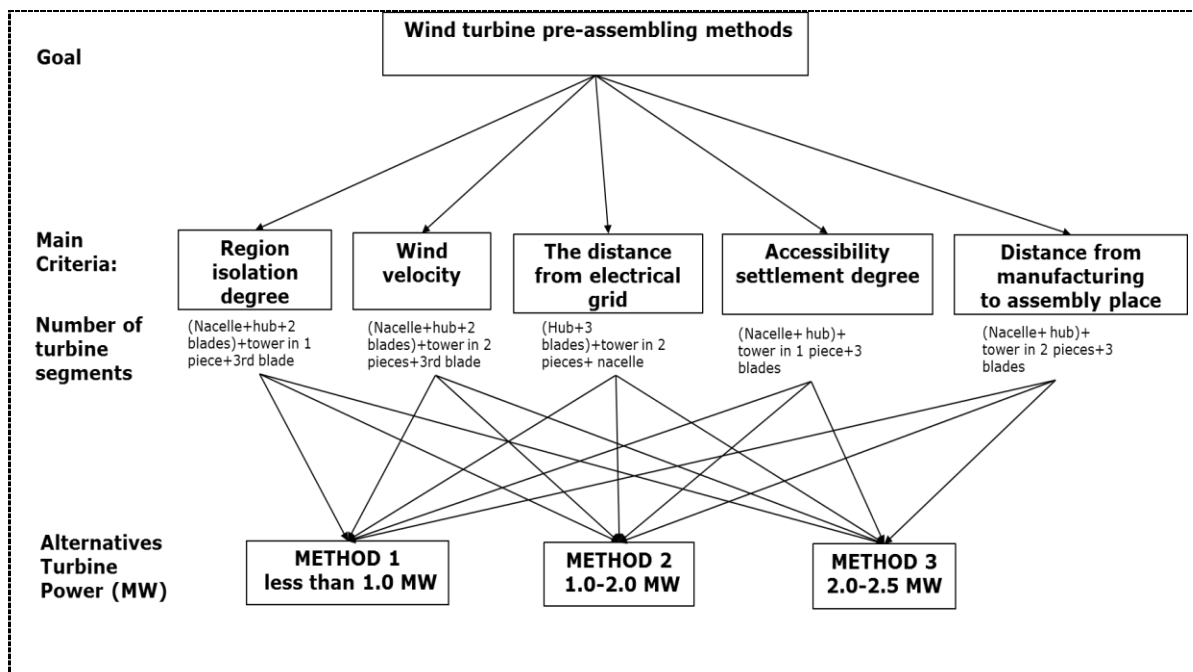 Wind turbine pre-assembling methods
Goal
Main
Criteria:
Region
isolation
degree
Wind
velocity
The distance
from electrical
grid
Accessibility
settlement degree
Distance from
manufacturing
to assembly place
Number of
turbine
segments
(Nacelle+hub+2
blades)+tower in 1
piece+3rd blade
(Nacelle+hub+2
blades)+tower in 2
pieces+3rd blade
(Hub+3
blades)+tower in 2
pieces+ nacelle
(Nacelle+ hub)+
tower in 1 piece+3
blades
(Nacelle+ hub)+
tower in 2 pieces+3
blades
Alternatives
Turbine
Power (MW)
METHOD 1
less than 1.0 MW
METHOD 2
1.0-2.0 MW
METHOD 3
2.0-2.5 MW